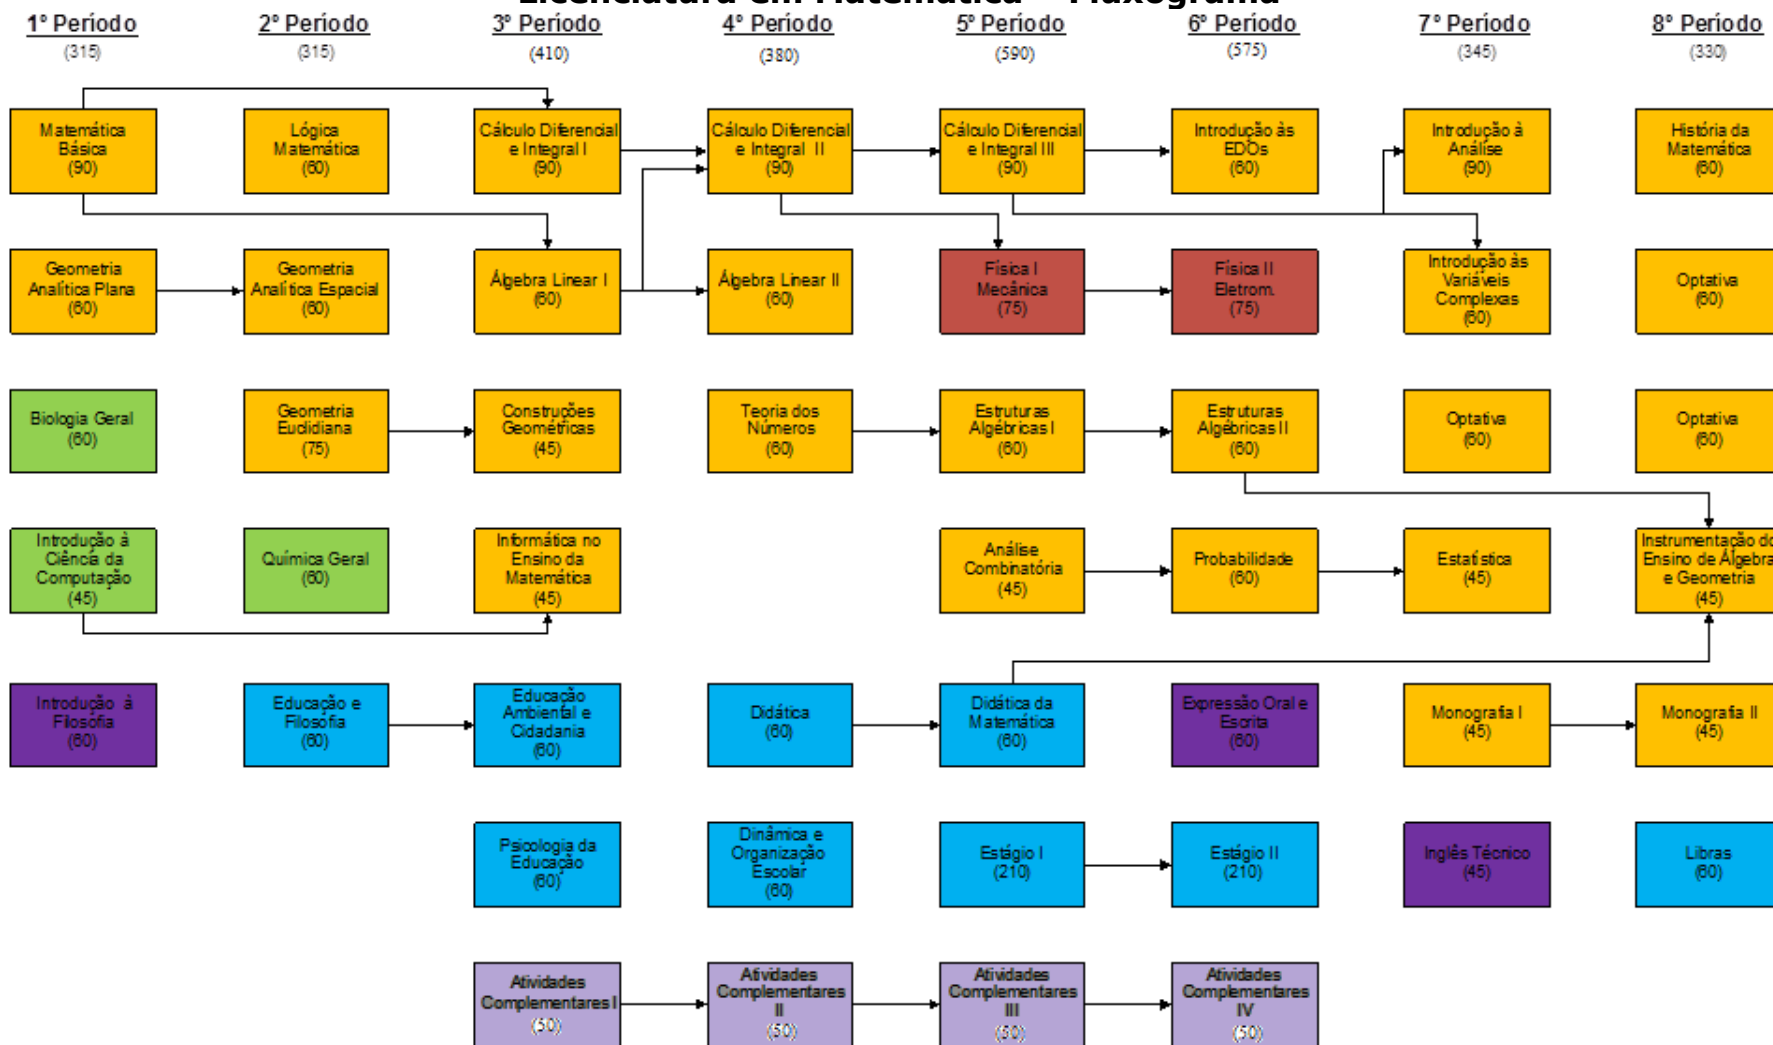 Licenciatura em Matemática - Fluxograma
1º Período
(315)
2º Período
(315)
3º Período
(410)
4º Período
(380)
5º Período
(590)
6º Período
(575)
7º Período
(345)
8º Período
(330)
Matemática
Básica
(90)
Lógica
Matemática
(60)
Cálculo Diferencial
e Integral I
(90)
Cálculo Diferencial
e Integral II
(90)
Cálculo Diferencial
e Integral III
(90)
Introdução às
EDOs
(60)
Introdução à
Análise
(90)
História da
Matemática
(60)
Geometria
Analítica Plana
(60)
Geometria
Analítica Espacial
(60)
Álgebra Linear I
(60)
Álgebra Linear II
(60)
Física I
Mecânica
(75)
Física II
Eletrom.
(75)
Introdução às
Variáveis
Complexas
(60)
Optativa
(60)
Biologia Geral
(60)
Geometria
Euclidiana
(75)
Construções
Geométricas
(45)
Teoria dos
Números
(60)
Estruturas
Algébricas I
(60)
Estruturas
Algébricas II
(60)
Optativa
(60)
Optativa
(60)
Introdução à
Ciência da
Computação
(45)
Química Geral
(60)
Informática no
Ensino da
Matemática
(45)
Análise
Combinatória
(45)
Probabilidade
(60)
Estatística
(45)
Instrumentação do
Ensino de Álgebra
e Geometria
(45)
Introdução à
Filosofia
(60)
Educação e
Filosofia
(60)
Educação
Ambiental e
Cidadania
(60)
Didática
(60)
Didática da
Matemática
(60)
Expressão Oral e
Escrita
(60)
Monografia I
(45)
Monografia II
(45)
Psicologia da
Educação
(60)
Dinâmica e
Organização
Escolar
(60)
Estágio I
(210)
Estágio II
(210)
Inglês Técnico
(45)
Libras
(60)
Atividades
Complementares I
(50)
Atividades
Complementares
II
(50)
Atividades
Complementares
III
(50)
Atividades
Complementares
IV
(50)